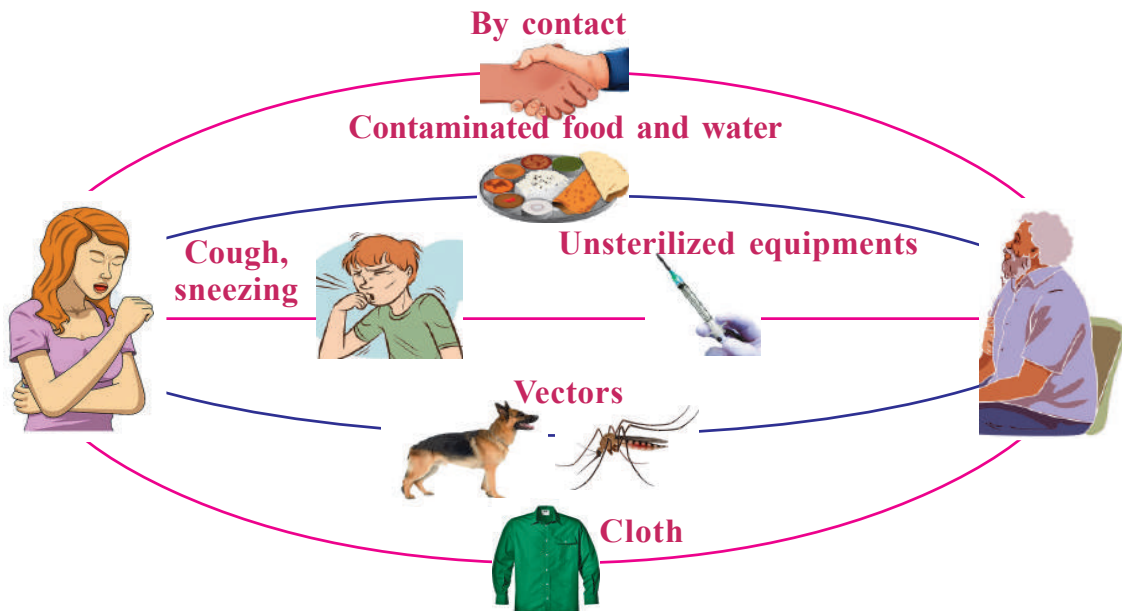 By contact
Contaminated food and water
Cough,
sneezing
Unsterilized equipments
Vectors
Cloth